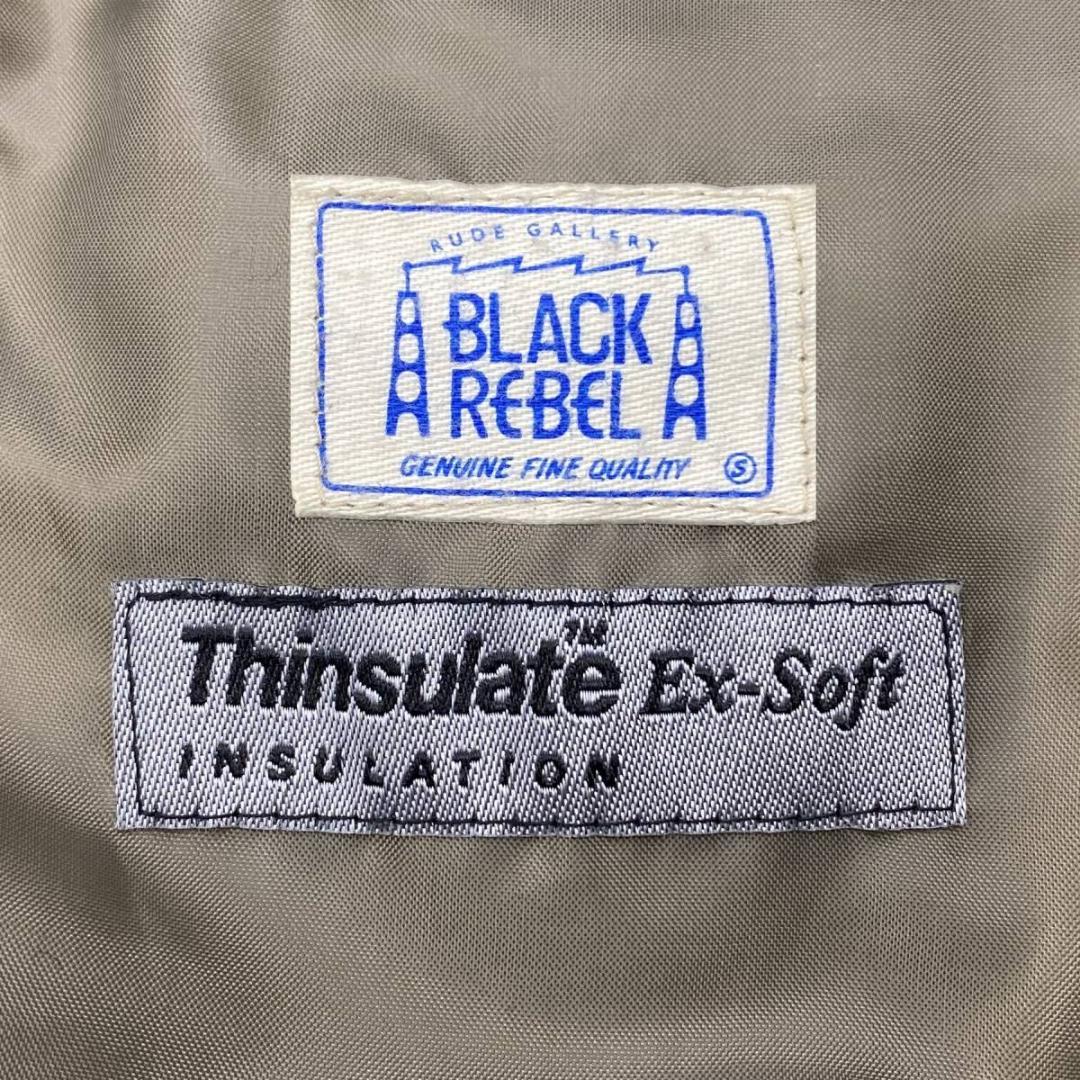 RUDE GALLERY
BLACK
REBEL
GENUINE FINE QUALITY Ⓢ
Thinsulate™ Ex-Soft
INSULATION